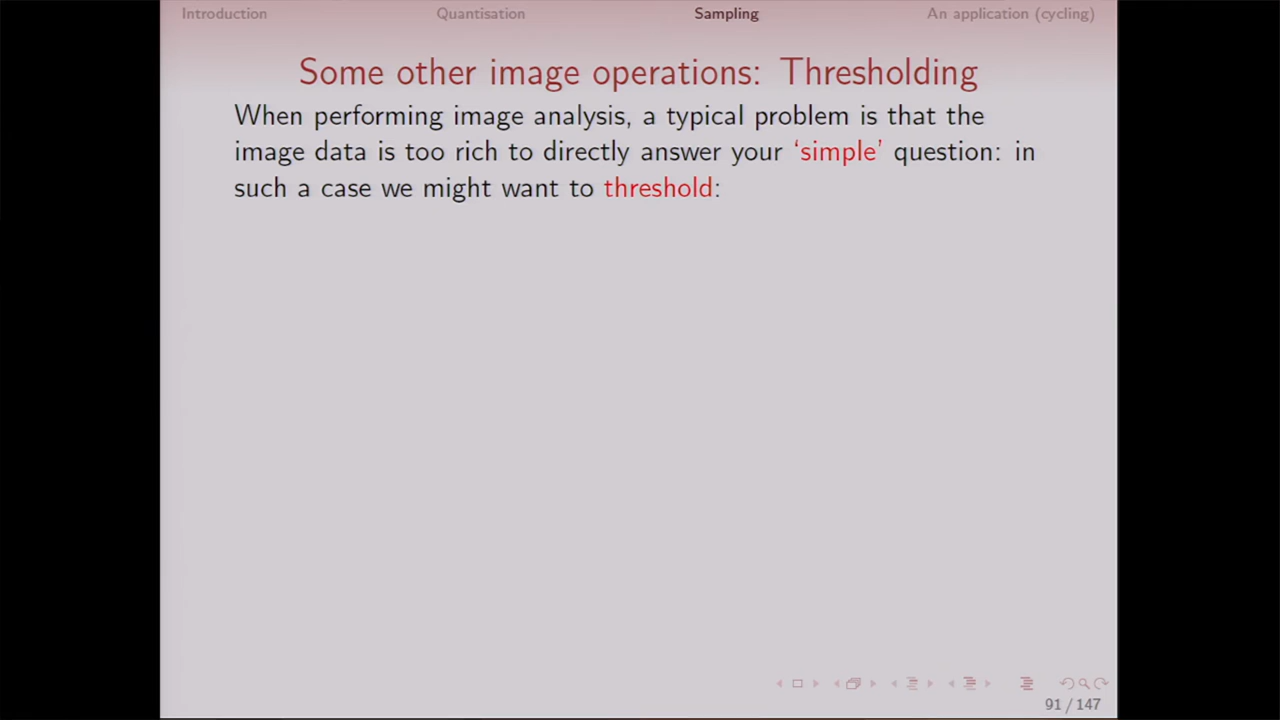 Introduction Quantisation Sampling An application (cycling)
Some other image operations: Thresholding
When performing image analysis, a typical problem is that the
image data is too rich to directly answer your ‘simple’ question: in
such a case we might want to threshold:
91 / 147